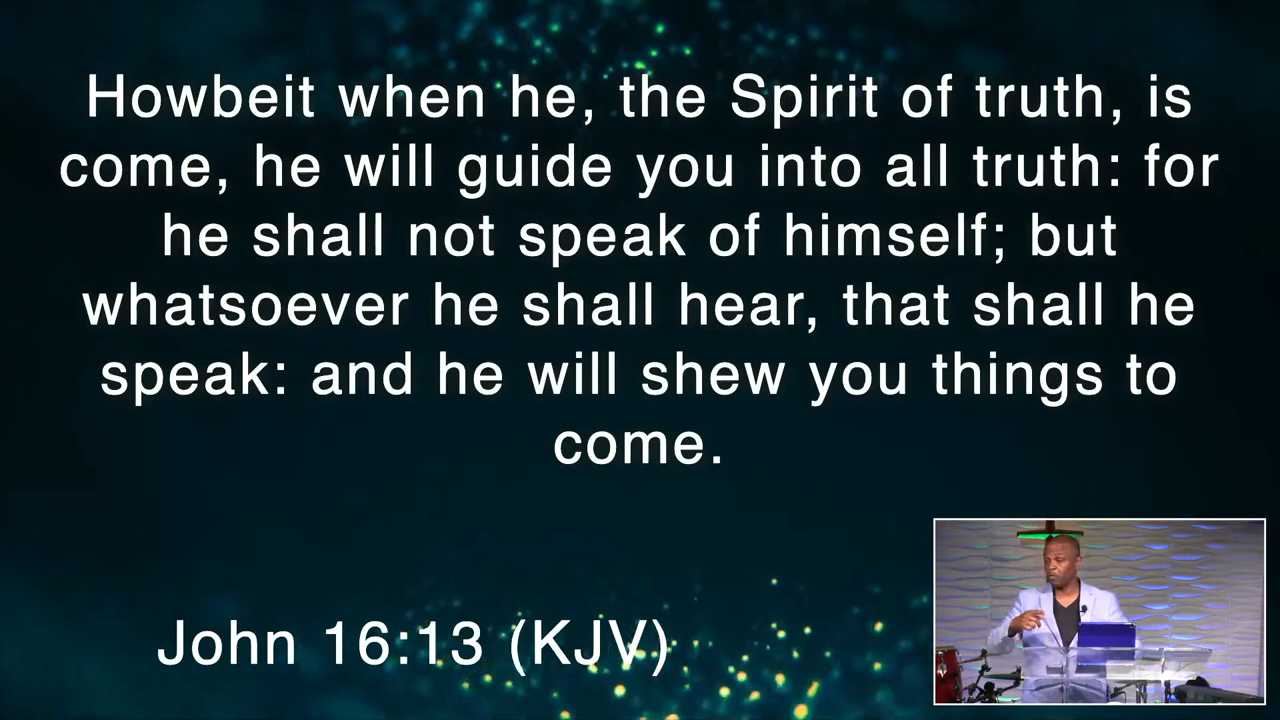 Howbeit when he, the Spirit of truth, is
come, he will guide you into all truth: for
he shall not speak of himself; but
whatsoever he shall hear, that shall he
speak: and he will shew you things to
come.
John 16:13 (KJV)